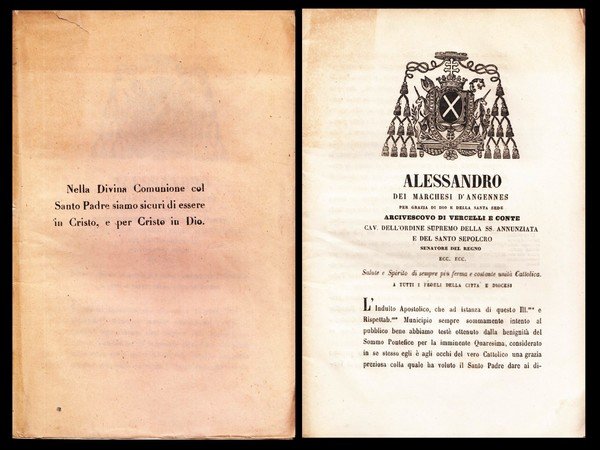 Nella Divina Comunione col
Santo Padre siamo sicuri di essere
in Cristo, e per Cristo in Dio.
ALESSANDRO
DEI MARCHESI D'ANGENNES
PER GRAZIA DI DIO E DELLA SANTA SEDE
ARCIVESCOVO DI VERCELLI E CONTE
CAV. DELL'ORDINE SUPREMO DELLA SS. ANNUNZIATA
E DEL SANTO SEPOLCRO
SENATORE DEL REGNO
ECC. ECC.
Salute e Spirito di sempre più ferma e costante unità Cattolica.
A TUTTI I FEDELI DELLA CITTÀ E DIOCESI
L'Indulto Apostolico, che ad istanza di questo Ill.mo e
Rispettab.mo Municipio sempre sommamente intento al
pubblico bene abbiamo testè ottenuto dalla benignità del
Sommo Pontefice per la imminente Quaresima, considerato
in se stesso egli è agli occhi del vero Cattolico una grazia
preziosa colla quale ha voluto il Santo Padre dare ai di-